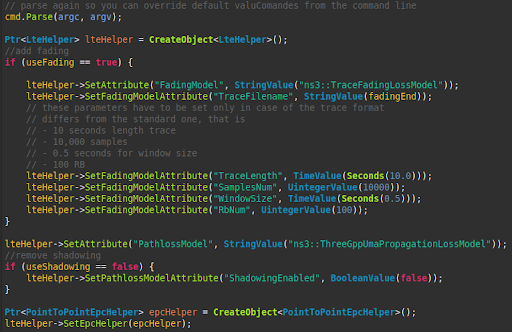 // parse again so you can override default valuComandes from the command line
cmd.Parse(argc, argv);
Ptr<LteHelper> lteHelper = CreateObject<LteHelper>();
//add fading
if (useFading == true) {
lteHelper->SetAttribute("FadingModel", StringValue("ns3::TraceFadingLossModel"));
lteHelper->SetFadingModelAttribute("TraceFilename", StringValue(fadingEnd));
// these parameters have to be set only in case of the trace format
// differs from the standard one, that is
// - 10 seconds length trace
// - 10,000 samples
// - 0.5 seconds for window size
// - 100 RB
lteHelper->SetFadingModelAttribute("TraceLength", TimeValue(Seconds(10.0)));
lteHelper->SetFadingModelAttribute("SamplesNum", UintegerValue(10000));
lteHelper->SetFadingModelAttribute("WindowSize", TimeValue(Seconds(0.5)));
lteHelper->SetFadingModelAttribute("RbNum", UintegerValue(100));
}
lteHelper->SetAttribute("PathlossModel", StringValue("ns3::ThreeGppUmaPropagationLossModel"));
//remove shadowing
if (useShadowing == false) {
lteHelper->SetPathlossModelAttribute("ShadowingEnabled", BooleanValue(false));
}
Ptr<PointToPointEpcHelper> epcHelper = CreateObject<PointToPointEpcHelper>();
lteHelper->SetEpcHelper(epcHelper);